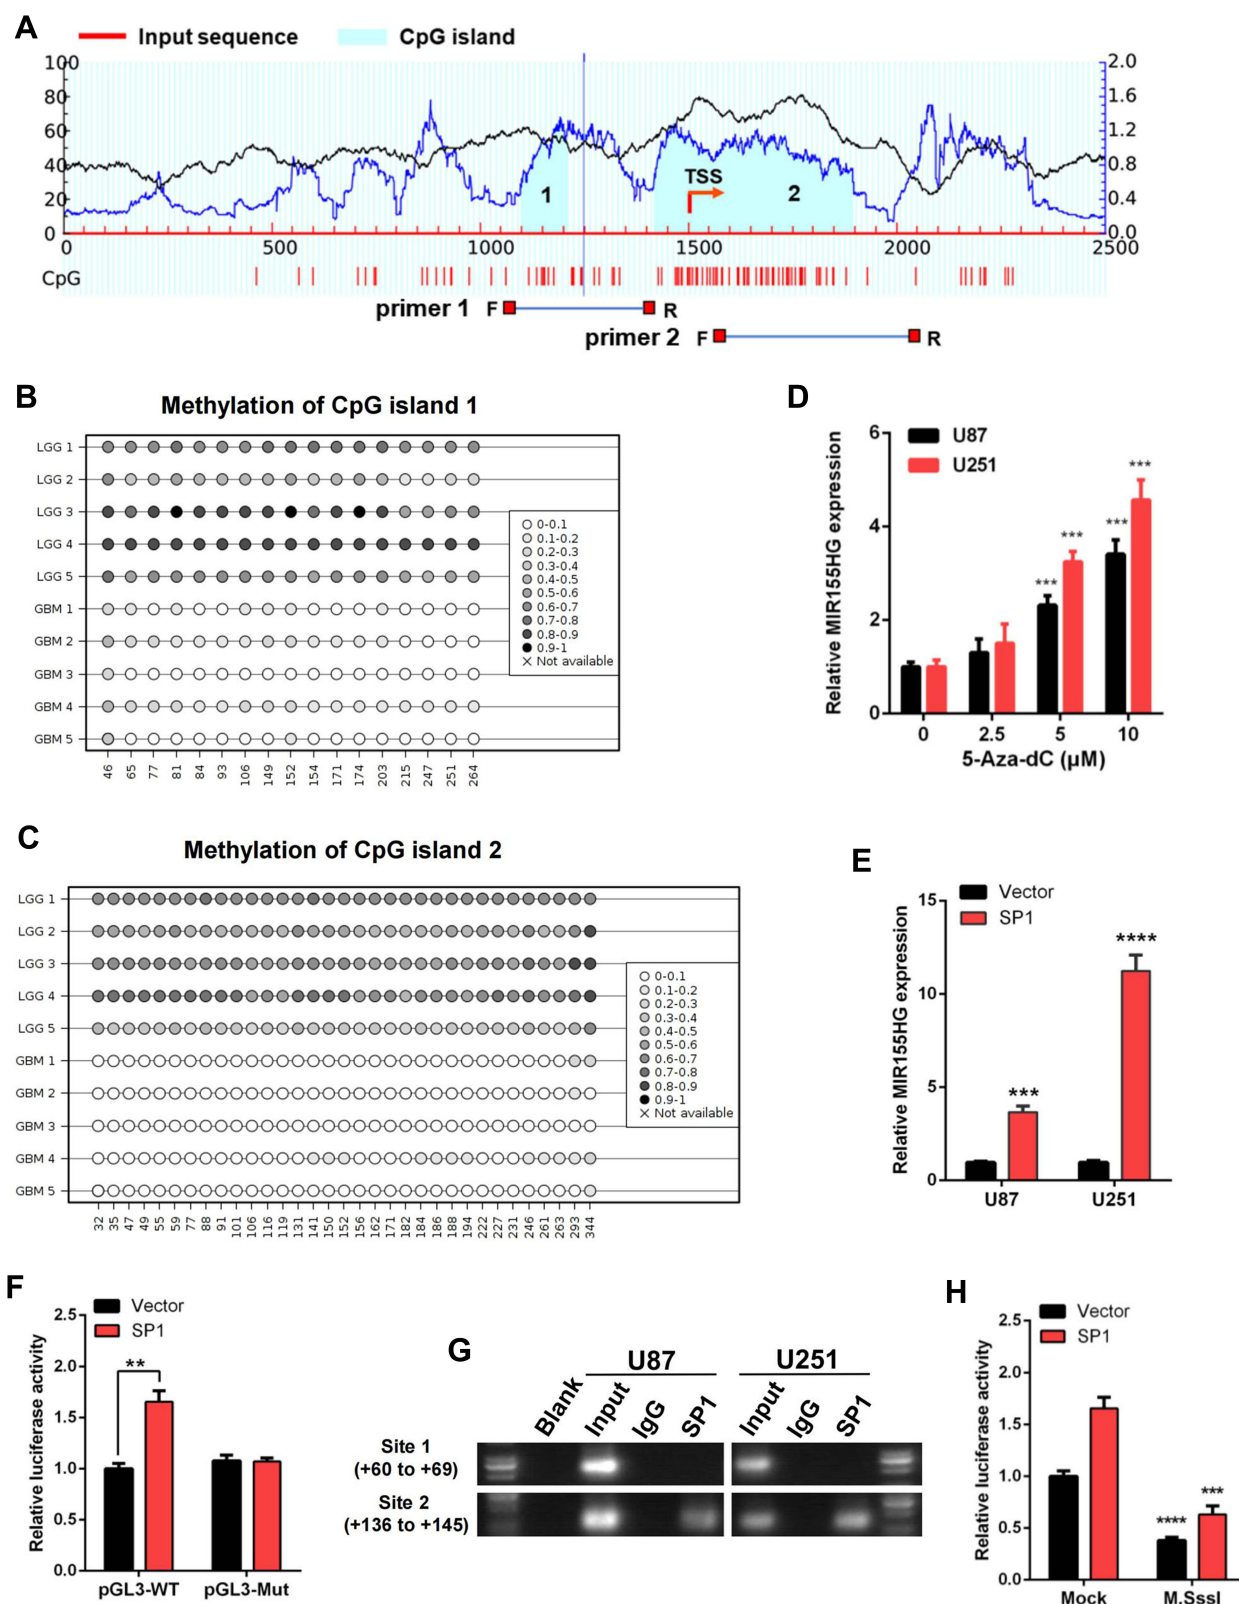 A
Input sequence CpG island
100 2.0
80 1.6
60 1.2
40 0.8
20 0.4
0 0.0
TSS
1 2
0 500 1000 1500 2000 2500
CpG
primer 1 F R
primer 2 F R
B
Methylation of CpG island 1
LGG 1
LGG 2
LGG 3
LGG 4
LGG 5
GBM 1
GBM 2
GBM 3
GBM 4
GBM 5
0-0.1
0.1-0.2
0.2-0.3
0.3-0.4
0.4-0.5
0.5-0.6
0.6-0.7
0.7-0.8
0.8-0.9
0.9-1
Not available
46 65 77 81 84 93 106 149 152 154 171 174 203 215 247 251 264
D
U87
U251
Relative MIR155HG expression
6
4
2
0
*** *** *** ***
0 2.5 5 10
5-Aza-dC (μM)
C
Methylation of CpG island 2
LGG 1
LGG 2
LGG 3
LGG 4
LGG 5
GBM 1
GBM 2
GBM 3
GBM 4
GBM 5
0-0.1
0.1-0.2
0.2-0.3
0.3-0.4
0.4-0.5
0.5-0.6
0.6-0.7
0.7-0.8
0.8-0.9
0.9-1
Not available
32 35 47 49 55 59 77 88 91 101 106 116 119 131 141 150 152 156 162 171 182 184 186 188 194 222 227 231 246 261 263 293 344
E
Vector
SP1
Relative MIR155HG expression
15
10
5
0
*** ****
U87 U251
F
Vector
SP1
Relative luciferase activity
2.5
2.0
1.5
1.0
0.5
0.0
**
pGL3-WT pGL3-Mut
G
U87 U251
Blank Input IgG SP1 Input IgG SP1
Site 1
(+60 to +69)
Site 2
(+136 to +145)
H
Vector
SP1
Relative luciferase activity
2.5
2.0
1.5
1.0
0.5
0.0
**** ***
Mock M.SssI